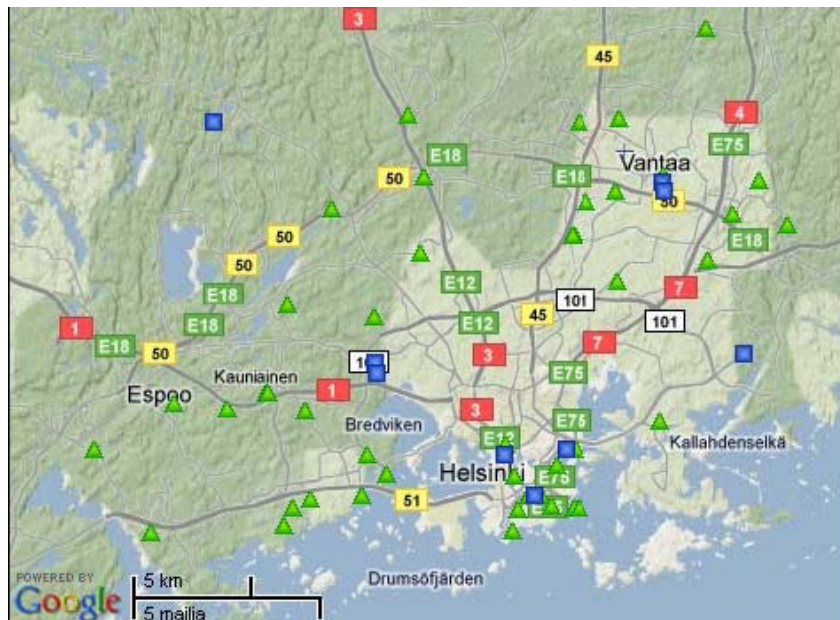 3
45
4
E75
E18
Vantaa
50
E18
50
50
E18
50
E18
50
E12
7
101
E18
1
E18
E12
45
101
7
50
3
E75
Kauniainen
Espoo
1
3
Bredviken
E75
E12
Kallahdenselkä
Helsinki
E75
51
Drumsöfjärden
POWERED BY
Google
5 km
5 mailia